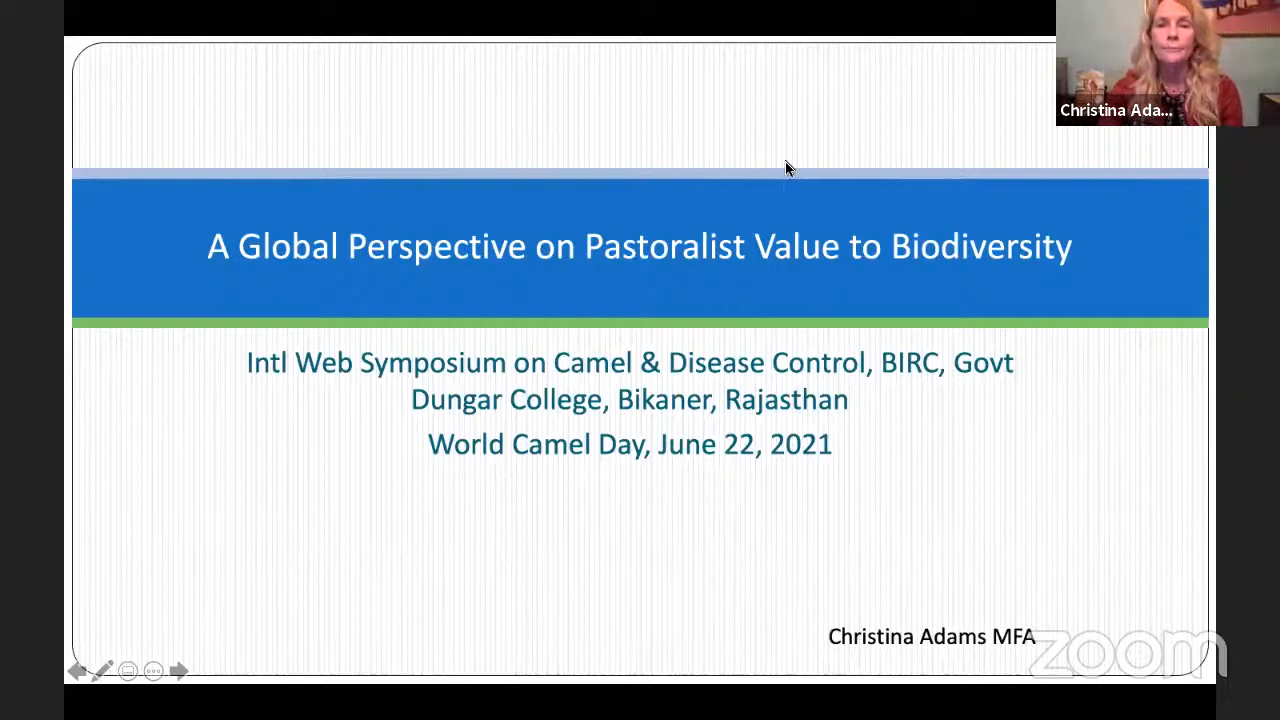 Christina Ada...
A Global Perspective on Pastoralist Value to Biodiversity
Intl Web Symposium on Camel & Disease Control, BIRC, Govt
Dungar College, Bikaner, Rajasthan
World Camel Day, June 22, 2021
Christina Adams MFA
zoom